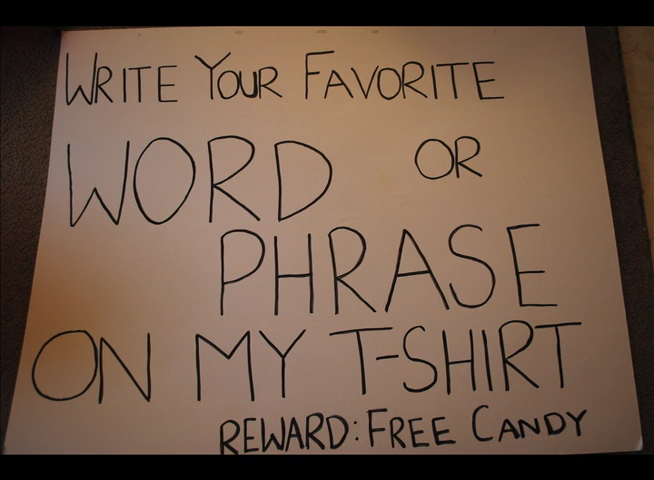 WRITE YOUR FAVORITE
WORD OR
PHRASE
ON MY T-SHIRT
REWARD: FREE CANDY